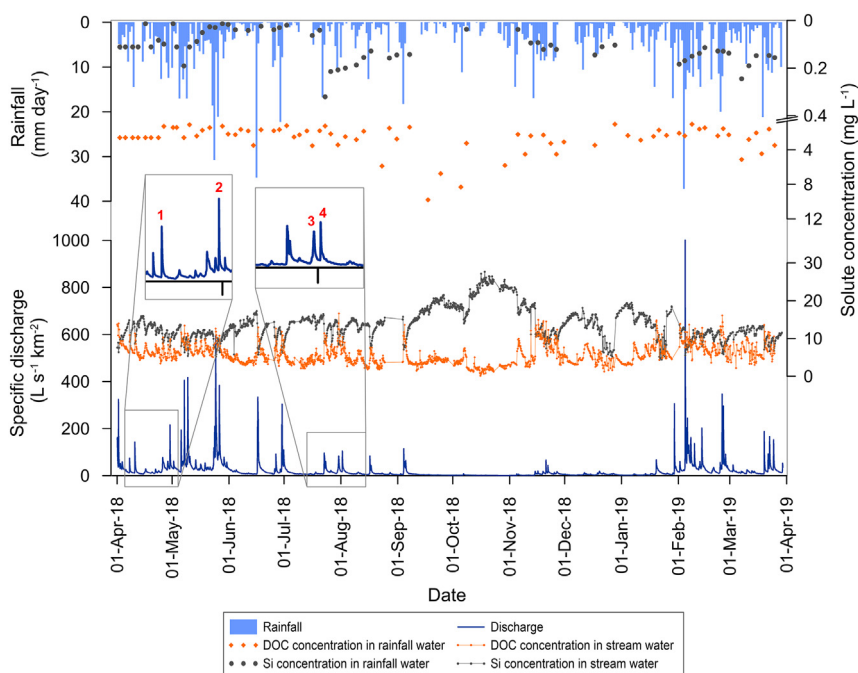 0
10
20
30
40
Rainfall
(mm day-1)
0
0.2
0.4
4
8
12
0
10
20
30
Solute concentration (mg L-1)
1
2
3
4
1000
800
600
400
200
0
Specific discharge
(L s-1 km-2)
01-Apr-18
01-May-18
01-Jun-18
01-Jul-18
01-Aug-18
01-Sep-18
01-Oct-18
01-Nov-18
01-Dec-18
01-Jan-19
01-Feb-19
01-Mar-19
01-Apr-19
Date
Rainfall
Discharge
DOC concentration in rainfall water
DOC concentration in stream water
Si concentration in rainfall water
Si concentration in stream water